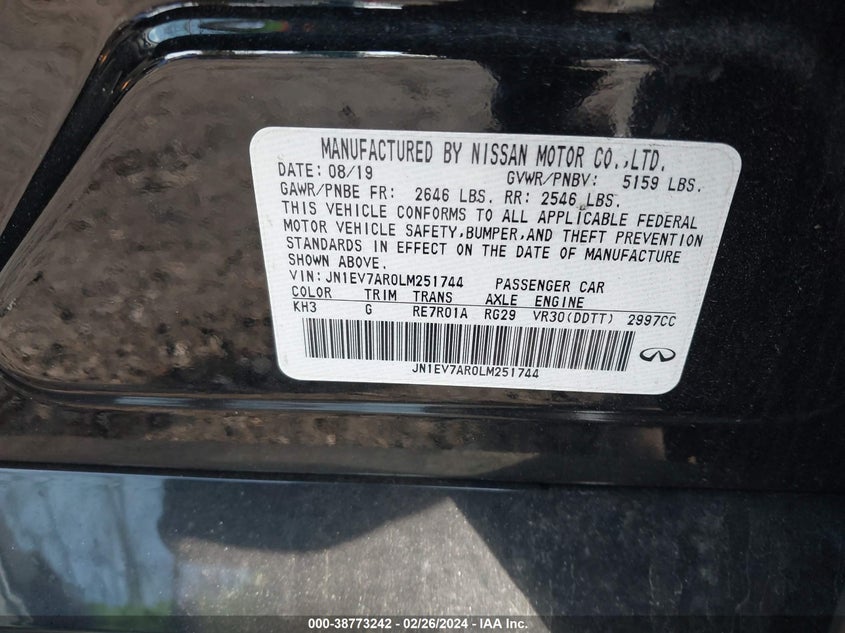 MANUFACTURED BY NISSAN MOTOR CO.,LTD.
DATE: 08/19 GVWR/PNBV: 5159 LBS.
GAWR/PNBE FR: 2646 LBS. RR: 2546 LBS.
THIS VEHICLE CONFORMS TO ALL APPLICABLE FEDERAL
MOTOR VEHICLE SAFETY,BUMPER,AND THEFT PREVENTION
STANDARDS IN EFFECT ON THE DATE OF MANUFACTURE
SHOWN ABOVE.
VIN: JN1EV7AR0LM251744 PASSENGER CAR
COLOR TRIM TRANS AXLE ENGINE
KH3 G RE7R01A RG29 VR30(DDTT) 2997CC
JN1EV7AR0LM251744
000-38773242 - 02/26/2024 - IAA Inc.